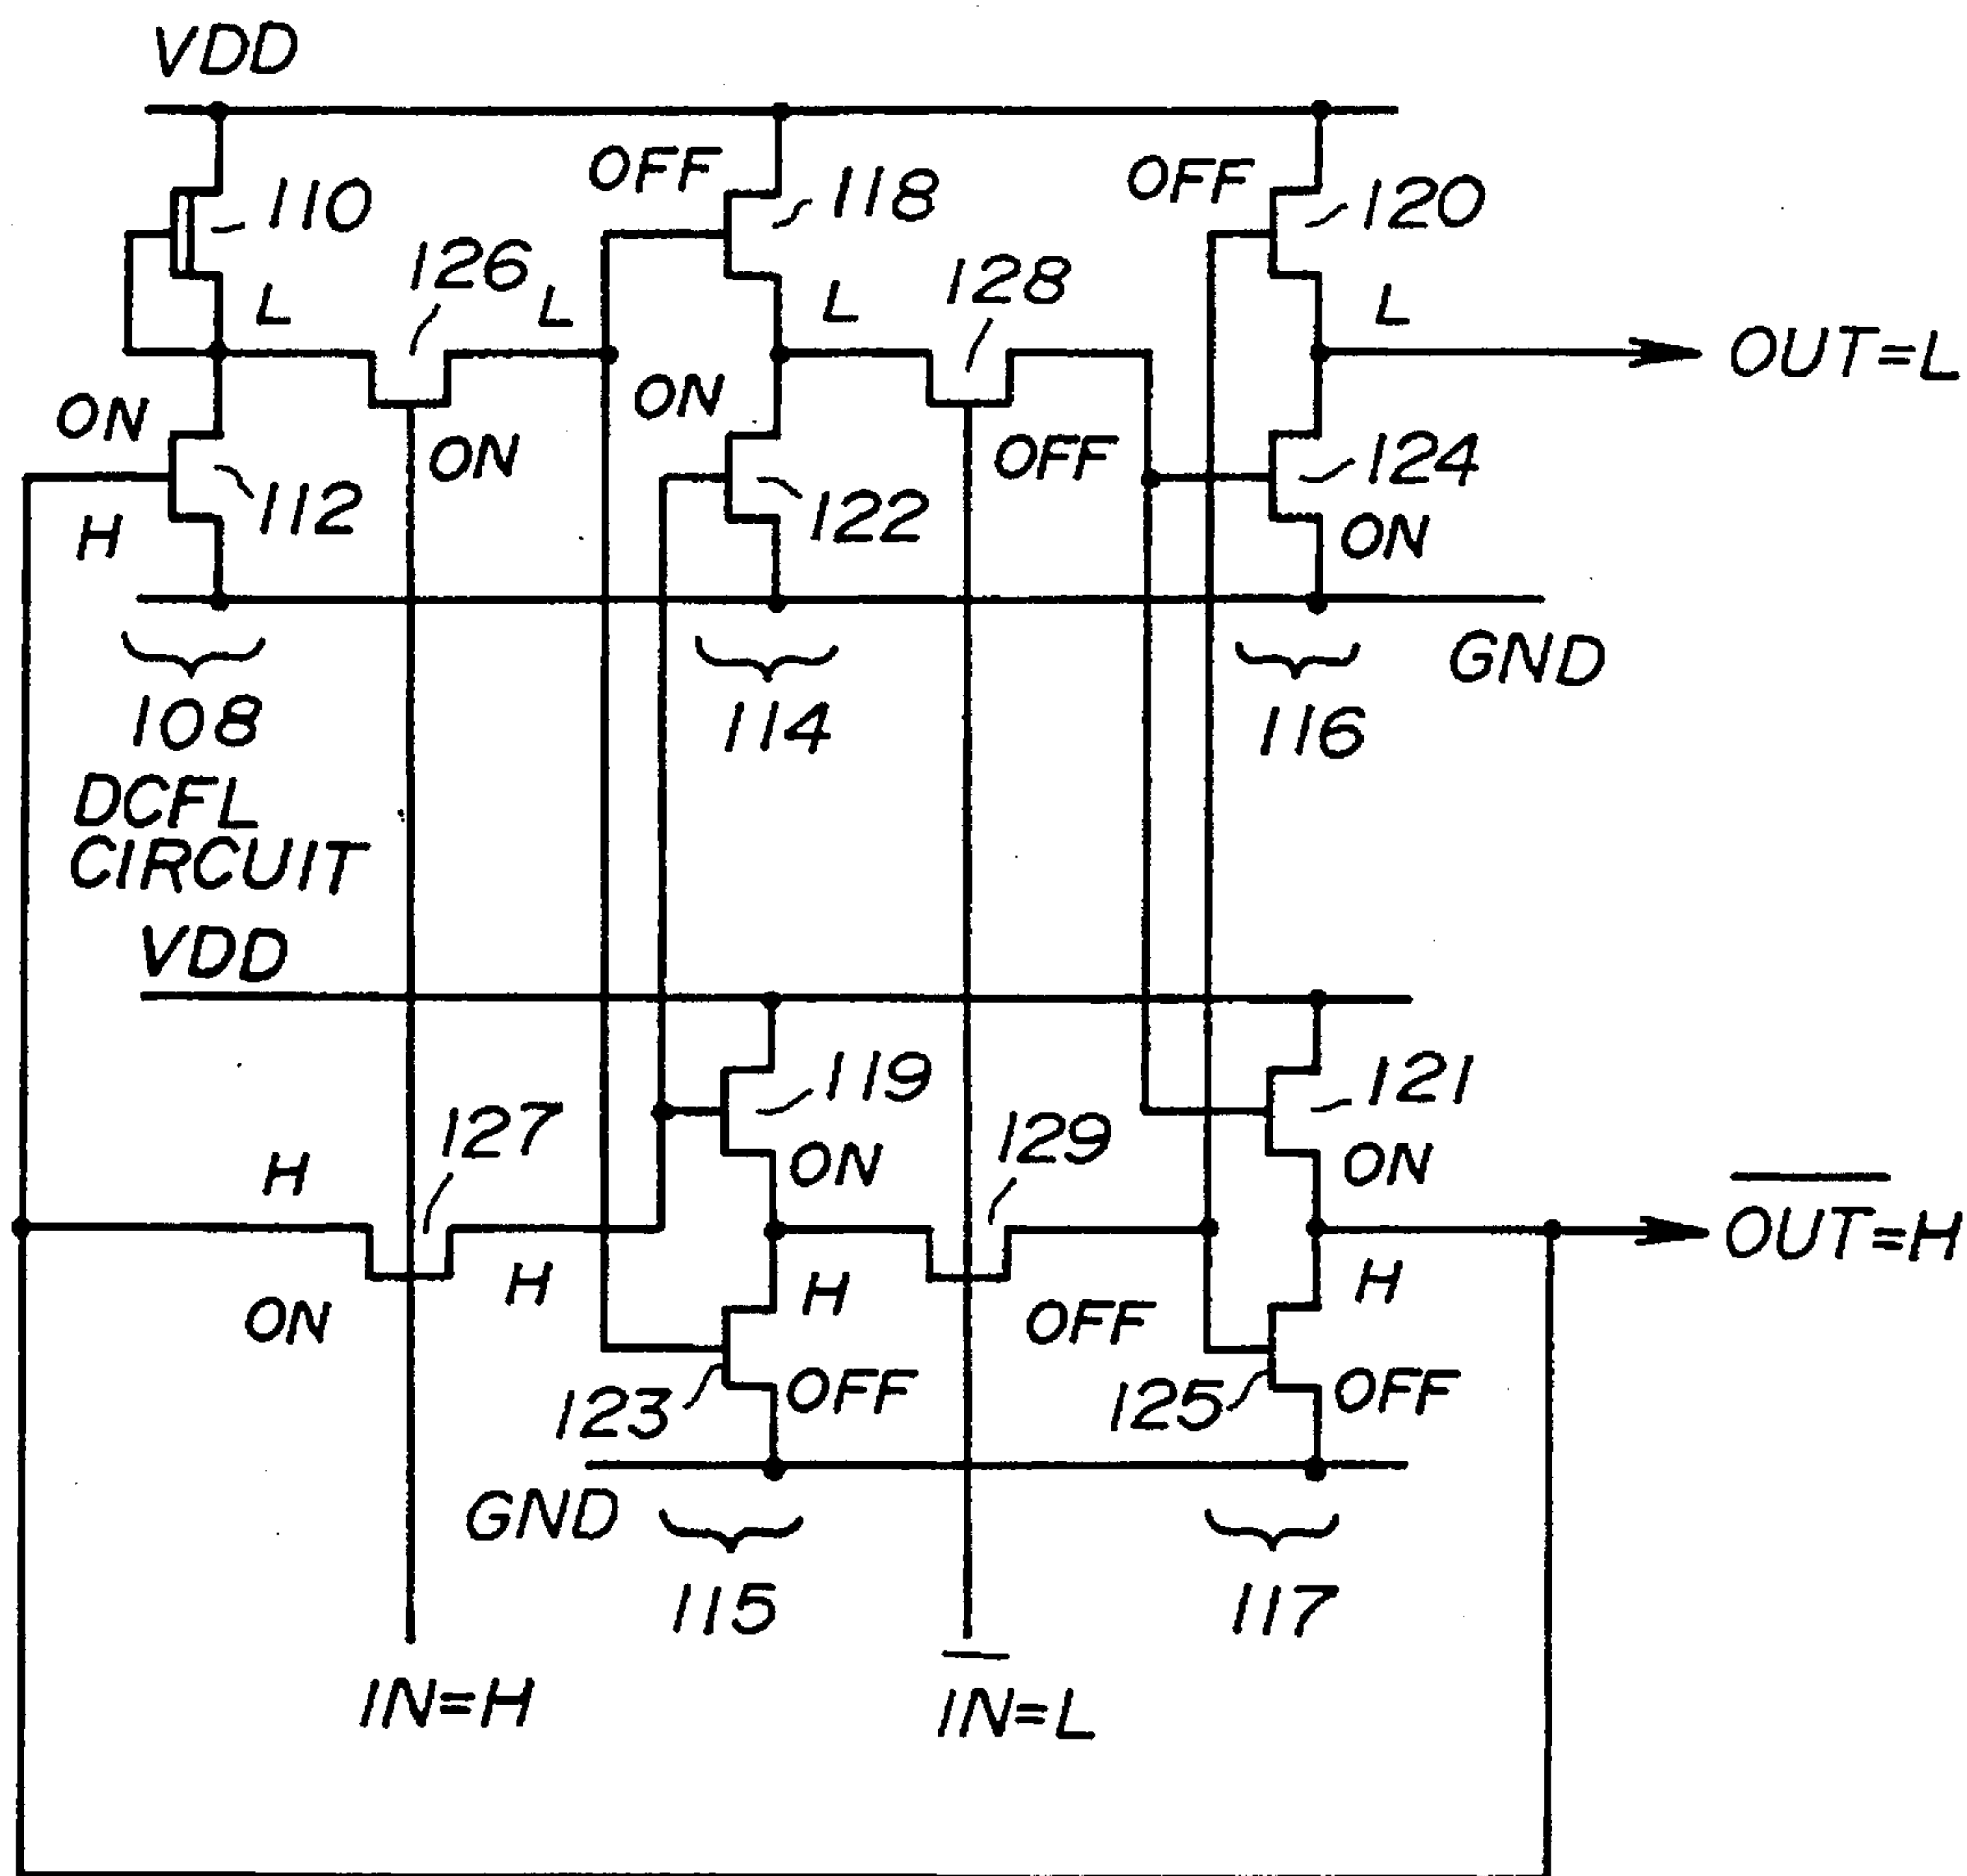 VDD
OFF
OFF
110
118
120
126
128
L
L
L
L
OUT=L
ON
ON
ON
OFF
124
H
112
122
ON
GND
108
114
116
DCFL
CIRCUIT
VDD
119
121
127
129
H
ON
ON
OUT=H
H
H
H
ON
OFF
123
OFF
125
OFF
GND
115
117
IN=H
IN=L